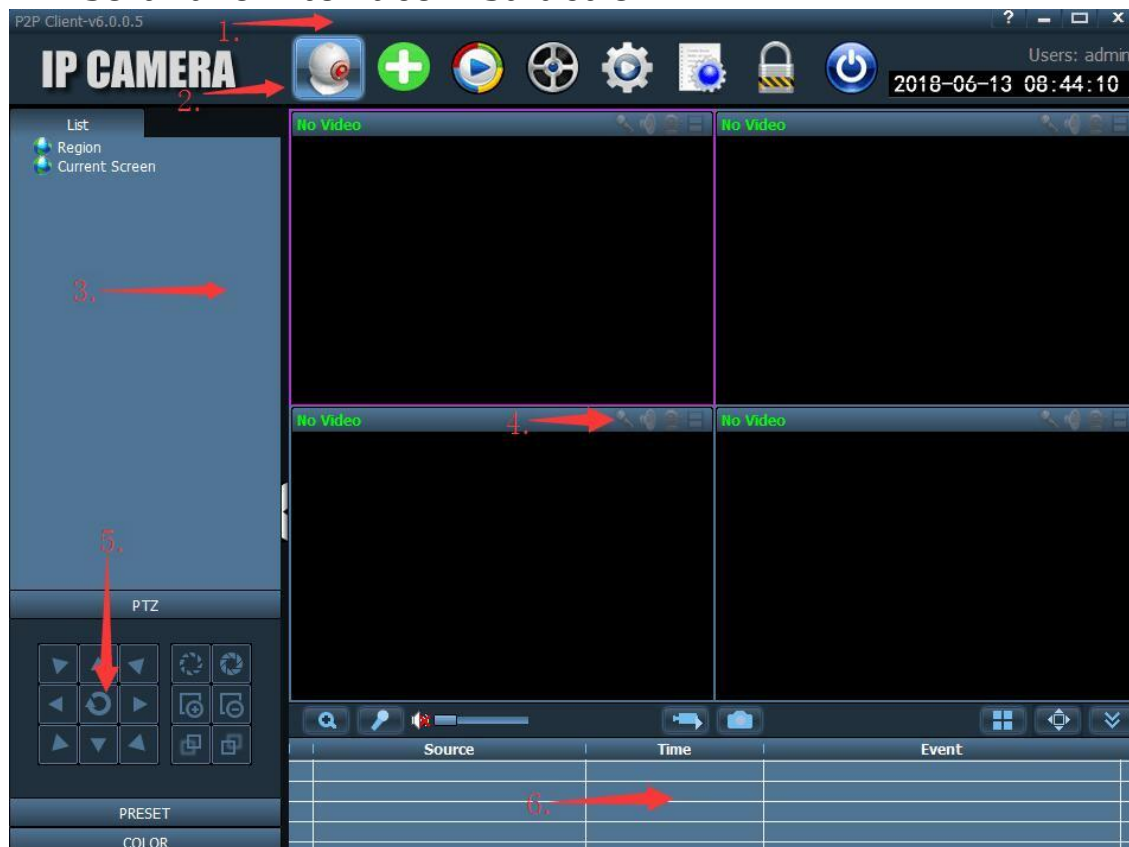 P2P Client-v6.0.0.5
1.
IP CAMERA
2.
Users: admin
2018-06-13 08:44:10
List
Region
Current Screen
3.
No Video
No Video
No Video
4.
No Video
5.
PTZ
PRESET
COLOR
Source Time Event
6.